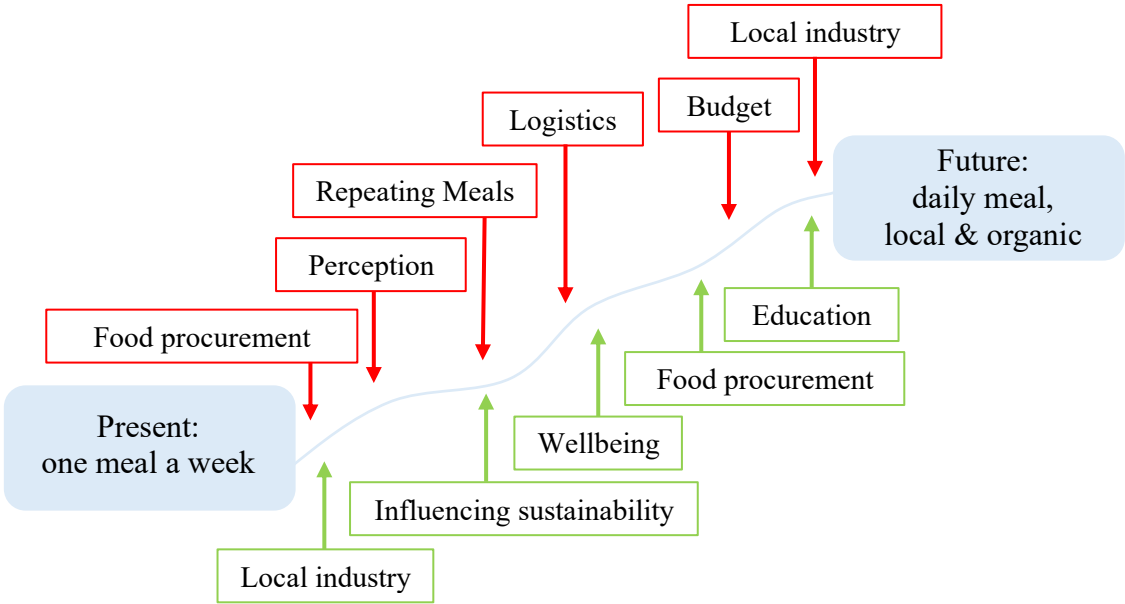 Local industry
Budget
Logistics
Repeating Meals
Perception
Food procurement
Present:
one meal a week
Future:
daily meal,
local & organic
Education
Food procurement
Wellbeing
Influencing sustainability
Local industry